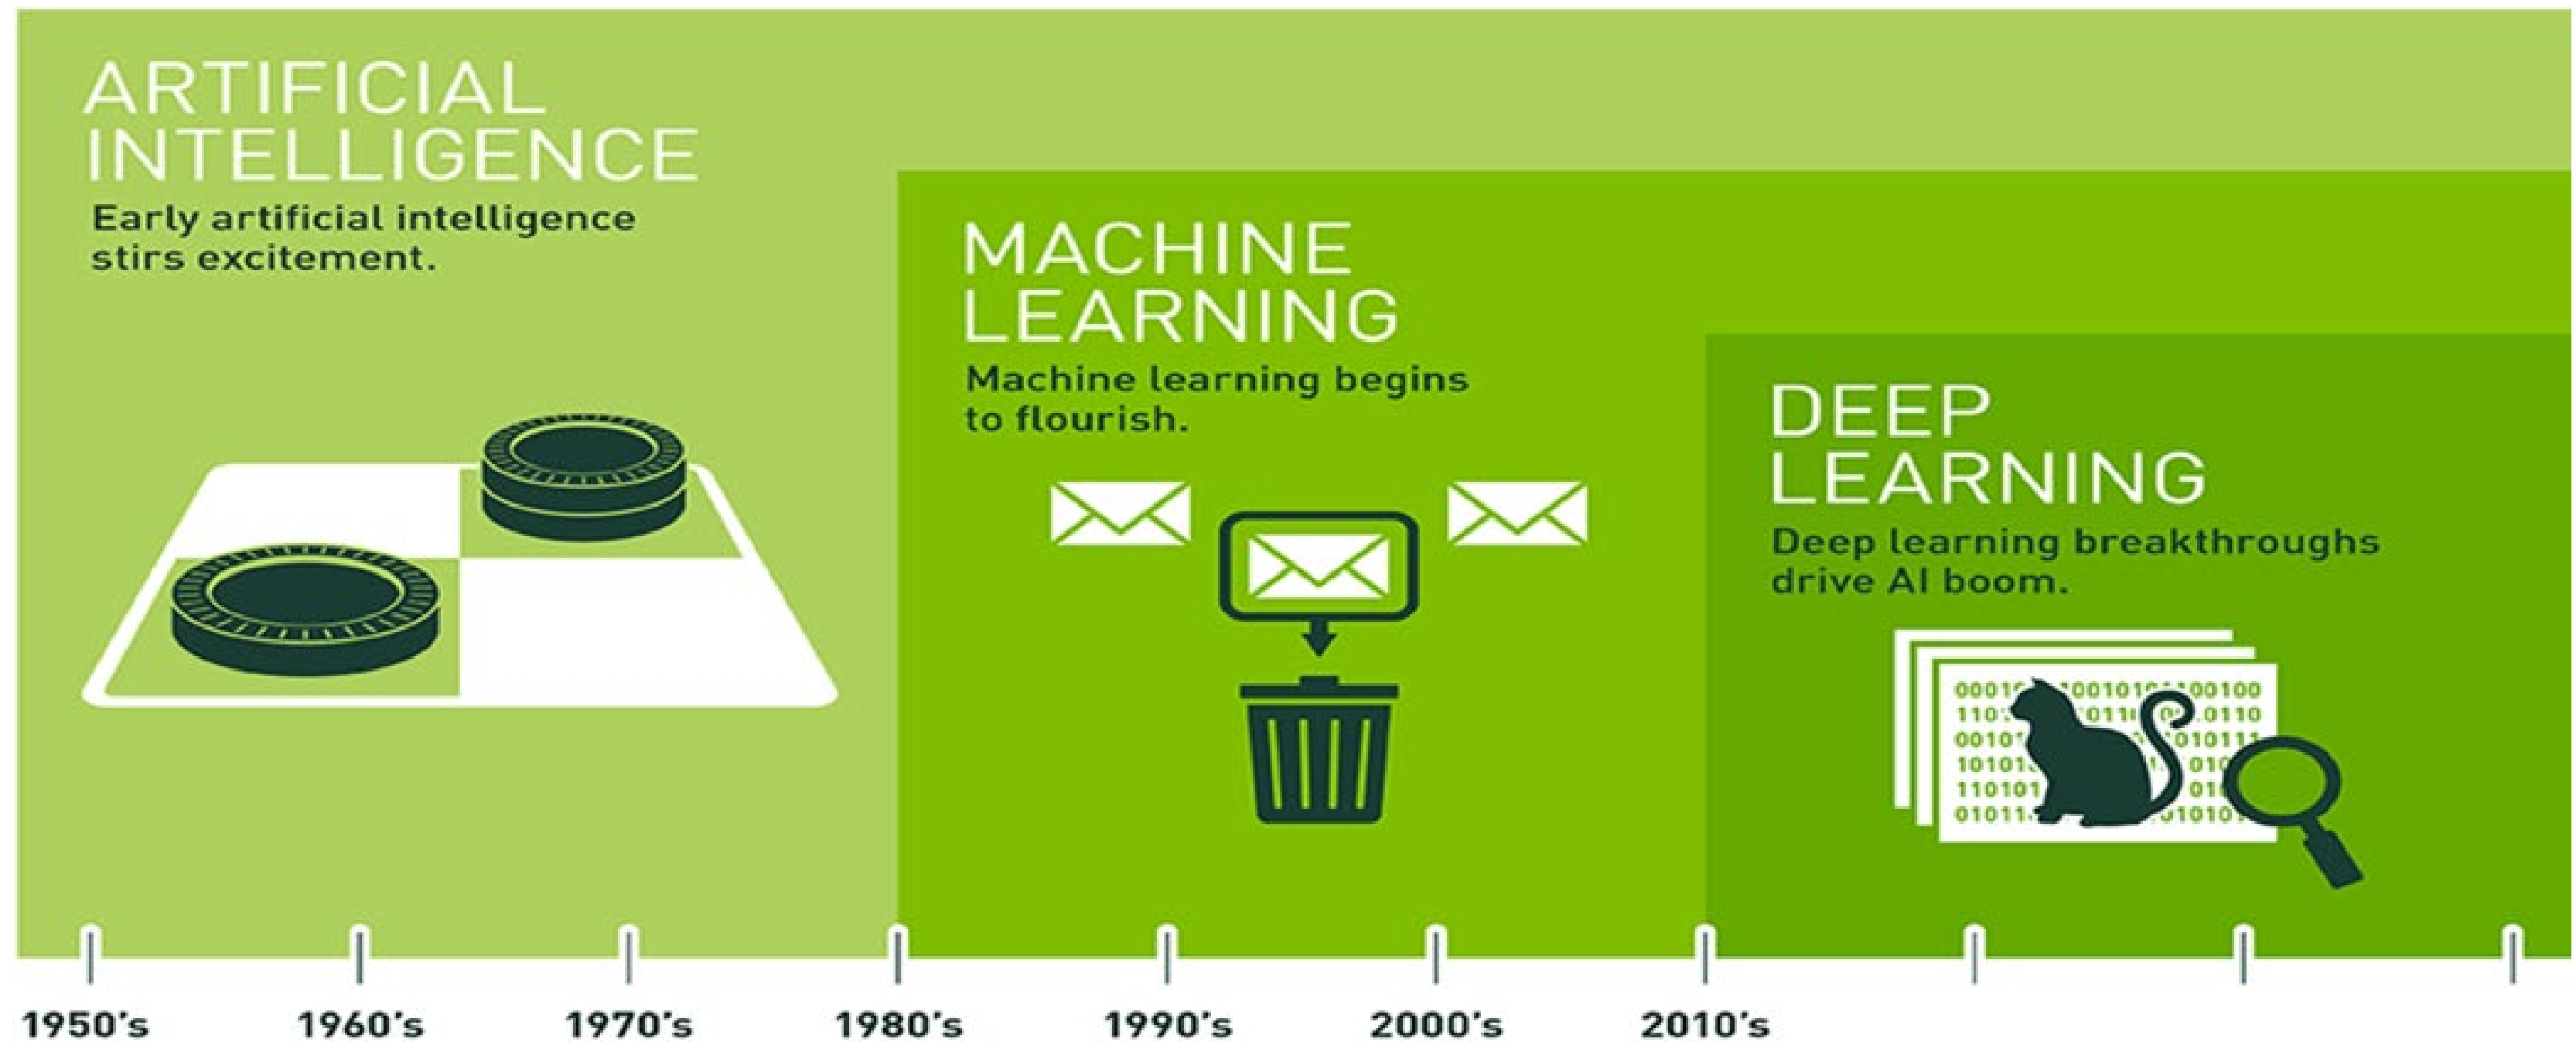 ARTIFICIAL
INTELLIGENCE
Early artificial intelligence
stirs excitement.
MACHINE
LEARNING
Machine learning begins
to flourish.
DEEP
LEARNING
Deep learning breakthroughs
drive AI boom.
1950's
1960's
1970's
1980's
1990's
2000's
2010's